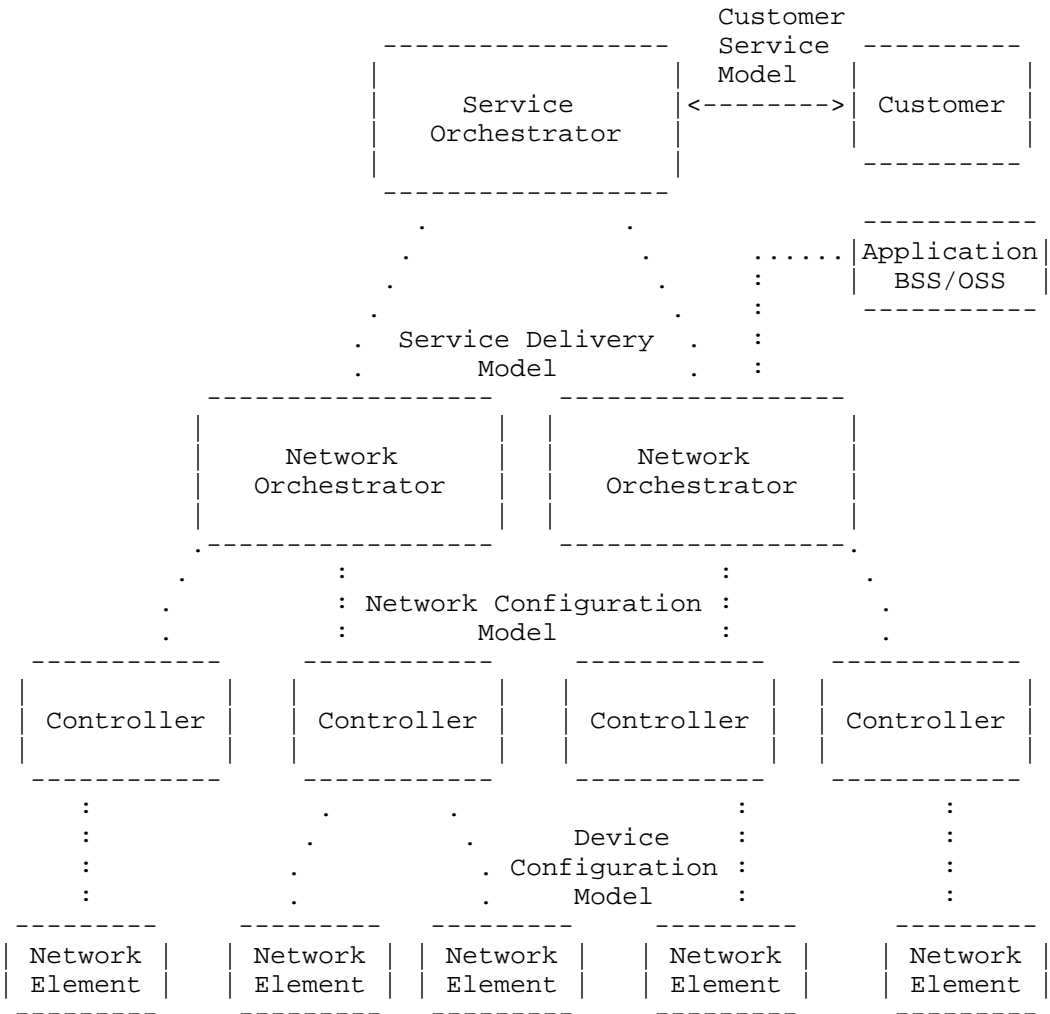 Customer
Service
Model
Service
Orchestrator
<-------->
Customer
Application
BSS/OSS
Service Delivery
Model
Network
Orchestrator
Network
Orchestrator
Network Configuration
Model
Controller
Controller
Controller
Controller
Device
Configuration
Model
Network
Element
Network
Element
Network
Element
Network
Element
Network
Element